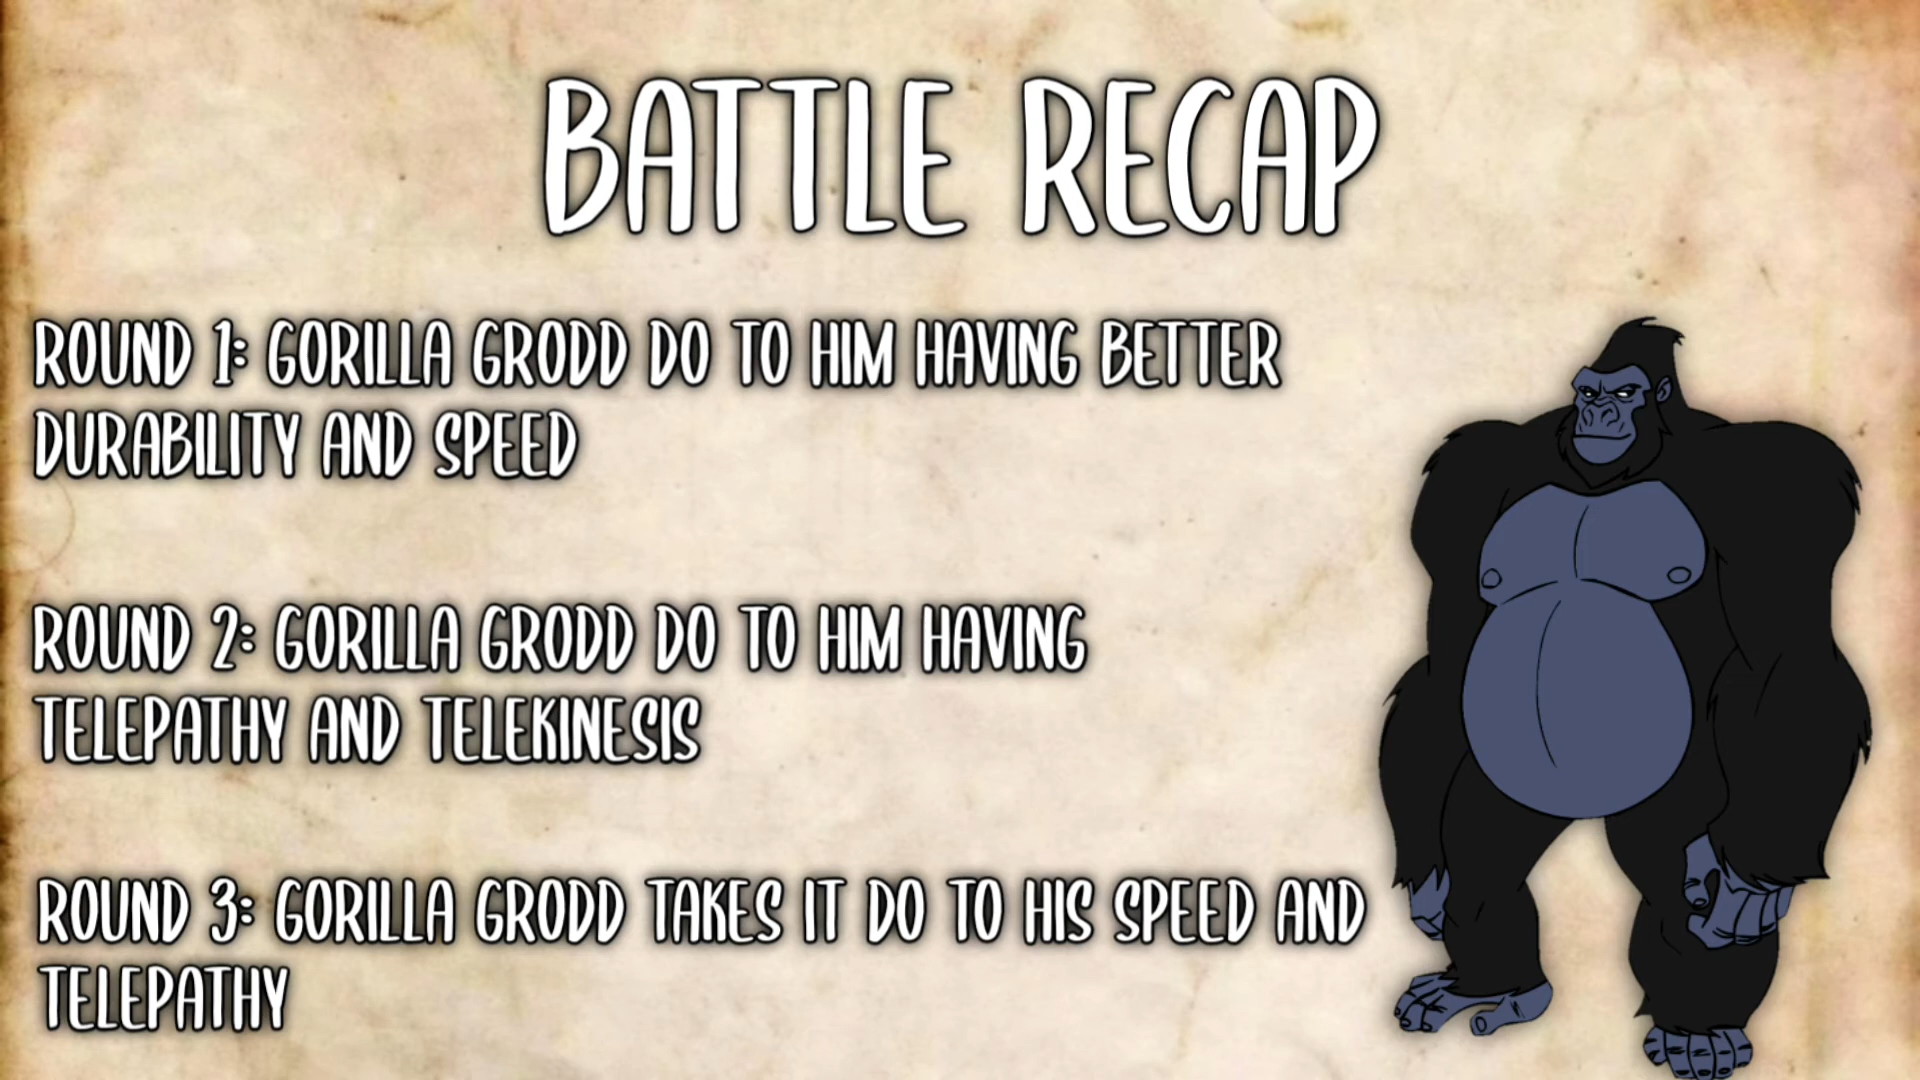 BATTLE RECAP
ROUND 1: GORILLA GRODD DO TO HIM HAVING BETTER
DURABILITY AND SPEED
ROUND 2: GORILLA GRODD DO TO HIM HAVING
TELEPATHY AND TELEKINESIS
ROUND 3: GORILLA GRODD TAKES IT DO TO HIS SPEED AND
TELEPATHY